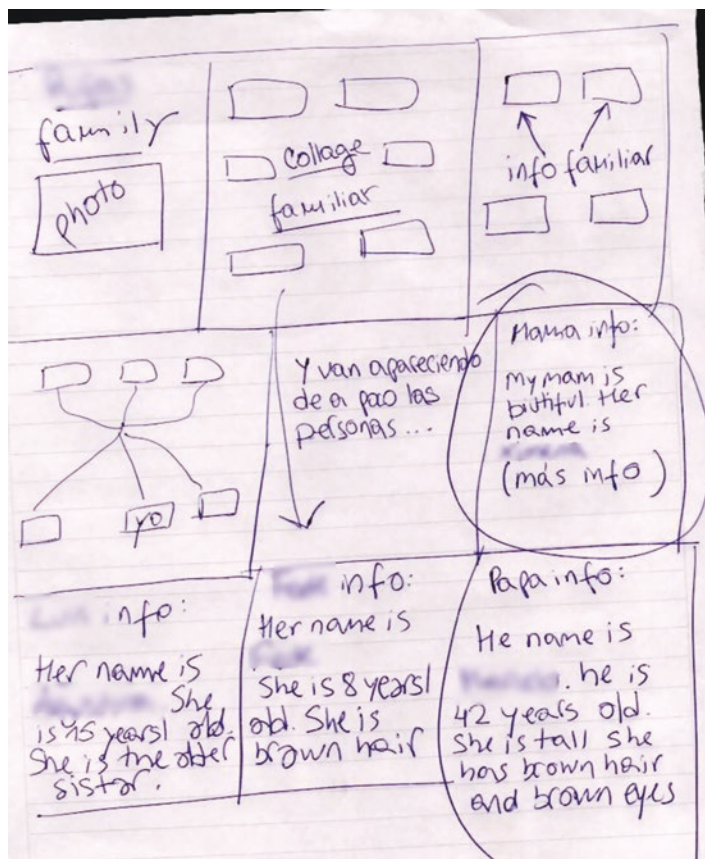 family
photo
collage
familiar
info familiar
Y van apareciendo
de a poco las
personas...
Mama info:
my mam is
biutiful. Her
name is
(más info)
yo
info:
Her name is
She
is 15 years old.
She is the older
sister.
info:
Her name is
She is 8 years
old. She is
brown hair
Papa info:
He name is
. he is
42 years old.
She is tall She
has brown hair
and brown eyes